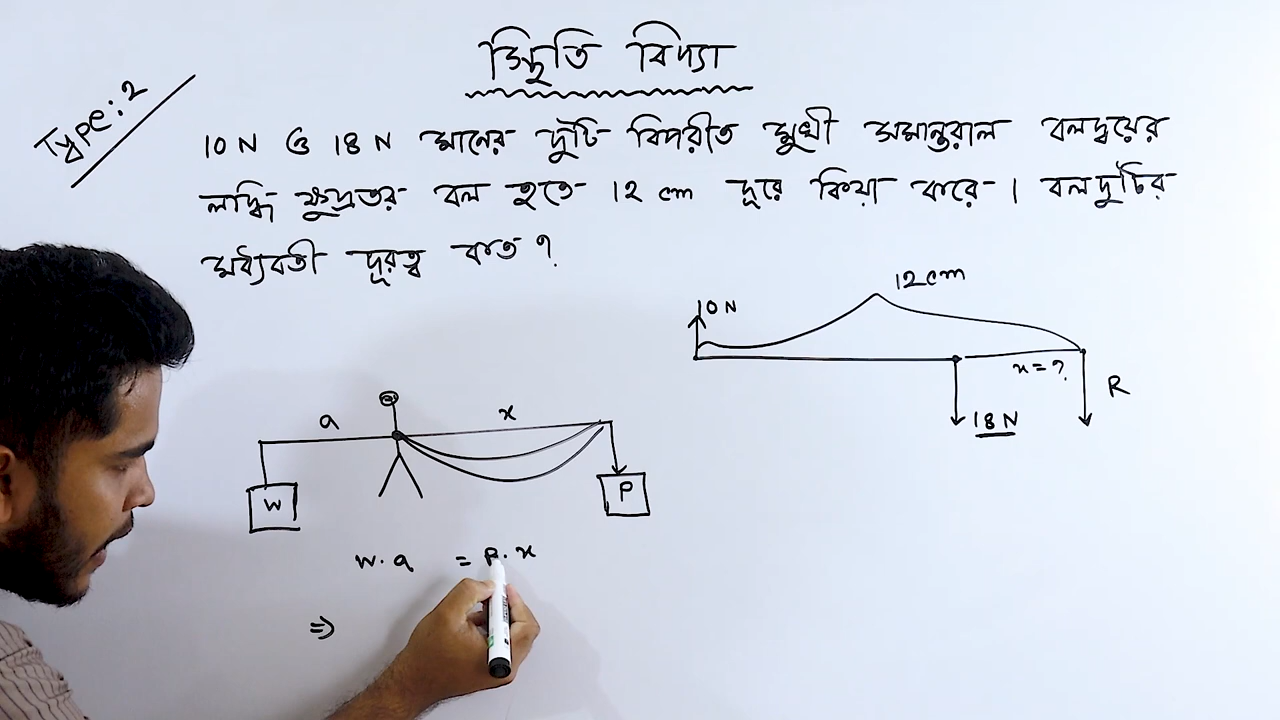 স্থিতি বিদ্যা
Type: 2
10 N ও 18 N মানের দুটি বিপরীত মুখী সমান্তরাল বলদ্বয়ের
লব্ধি ক্ষুদ্রতর বল হতে 12 cm দূরে ক্রিয়া করে। বলদুটির
মধ্যবর্তী দূরত্ব কত?
12 cm
10 N
x = ?
R
18 N
a
x
W
P
W. a = P. x
⇒